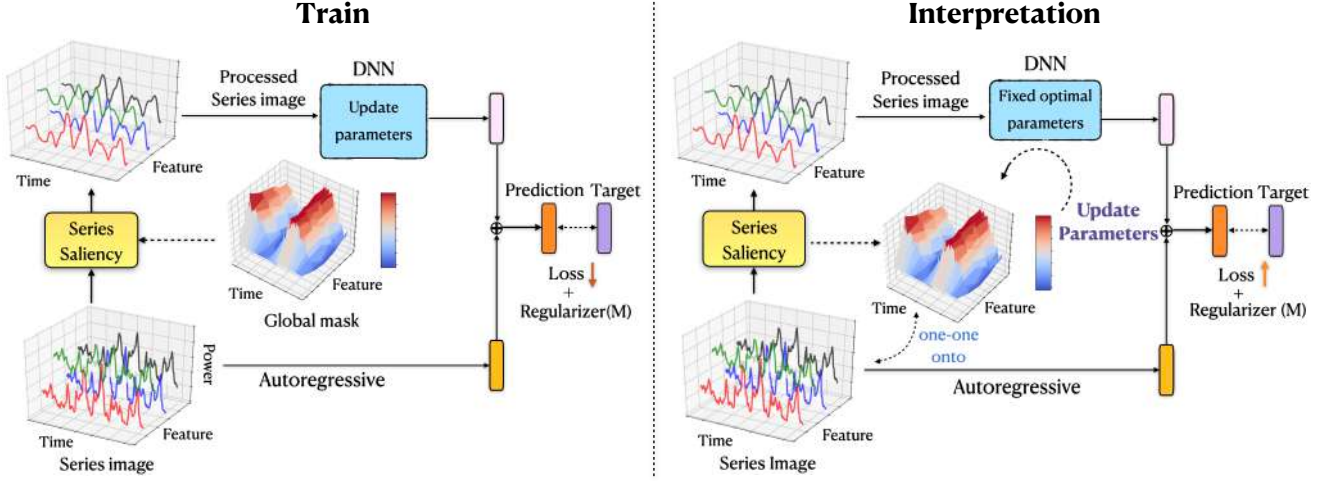 Train
Processed
Series image
DNN
Update
parameters
Time
Feature
Series
Saliency
Time
Feature
Global mask
Prediction Target
Loss
+
Regularizer(M)
Power
Autoregressive
Time
Feature
Series image
Interpretation
Processed
Series image
DNN
Fixed optimal
parameters
Time
Feature
Series
Saliency
Update
Parameters
Time
Feature
Prediction Target
Loss
+
Regularizer (M)
one-one
onto
Autoregressive
Time
Feature
Series Image